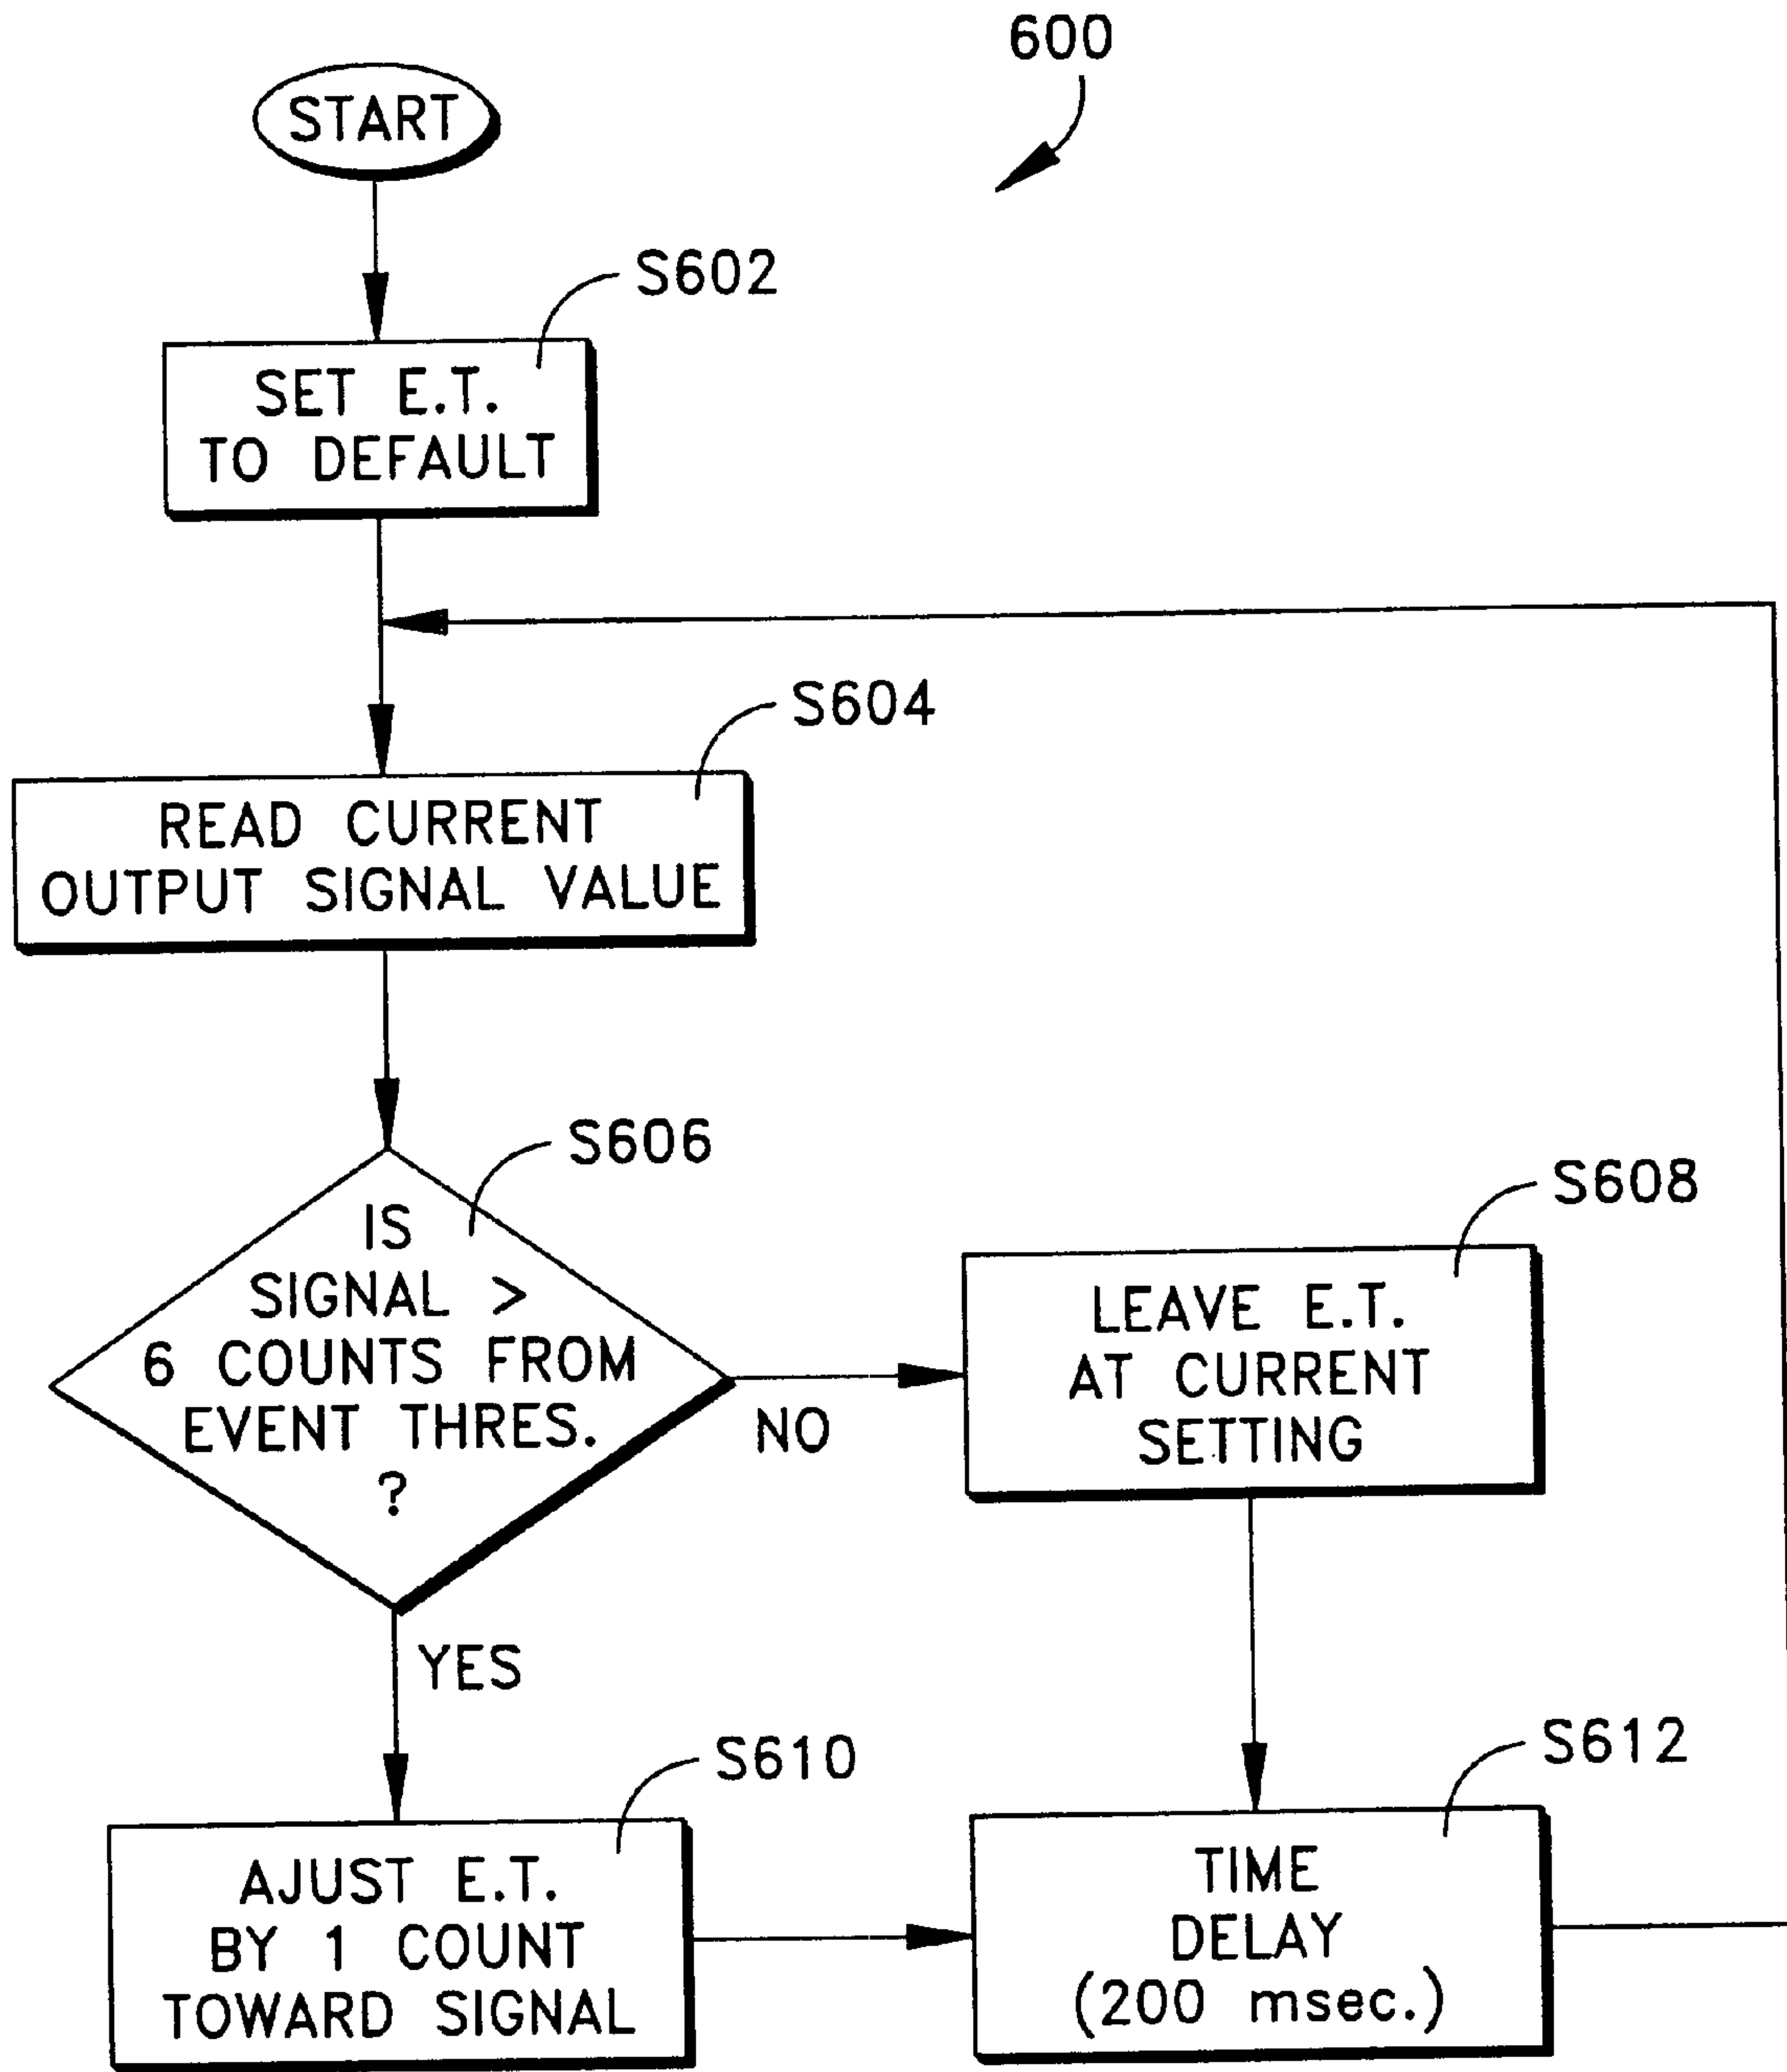 600
START
S602
SET E.T.
TO DEFAULT
S604
READ CURRENT
OUTPUT SIGNAL VALUE
S606
IS
SIGNAL >
6 COUNTS FROM
EVENT THRES.
?
NO
YES
S608
LEAVE E.T.
AT CURRENT
SETTING
S610
AJUST E.T.
BY 1 COUNT
TOWARD SIGNAL
S612
TIME
DELAY
(200 msec.)